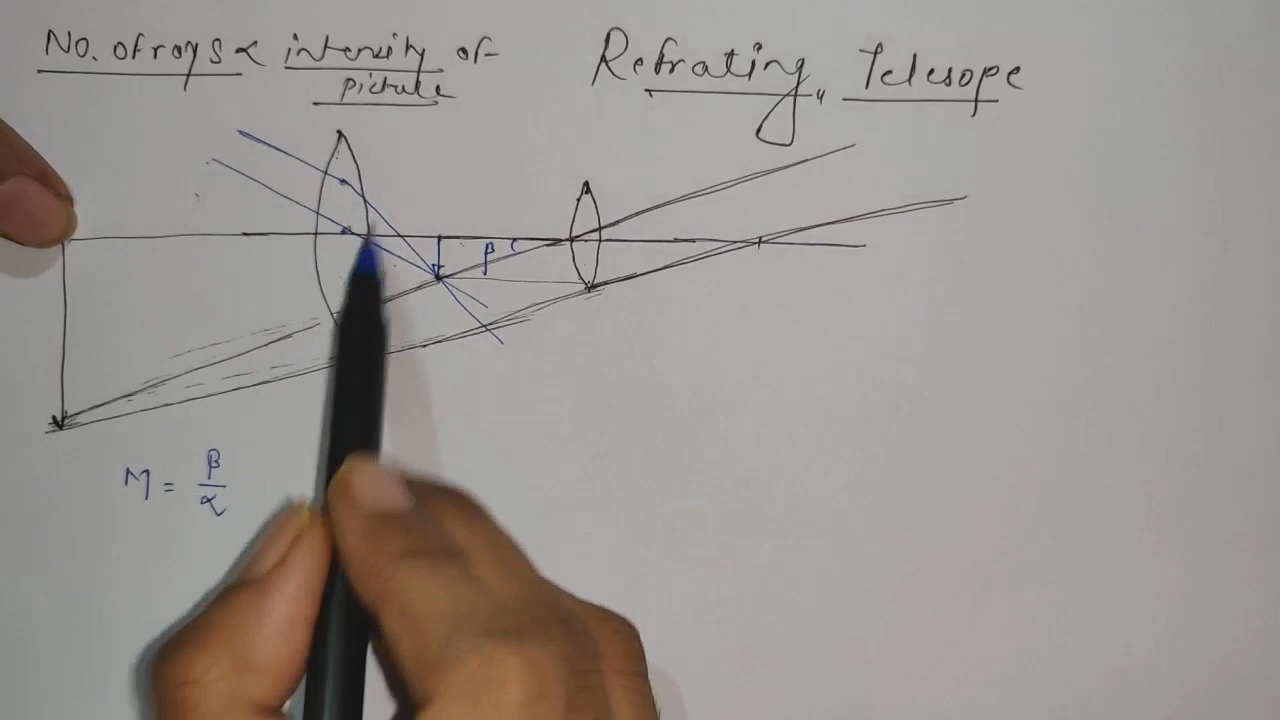 No. of rays ∝ intensity of
picture
Refrating Telesope
β
M = β/α